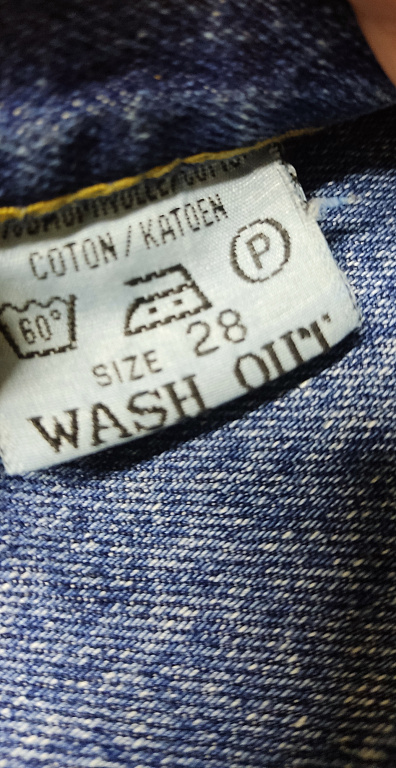 COTON/KATOEN
P
60°
SIZE 28
WASH OUT